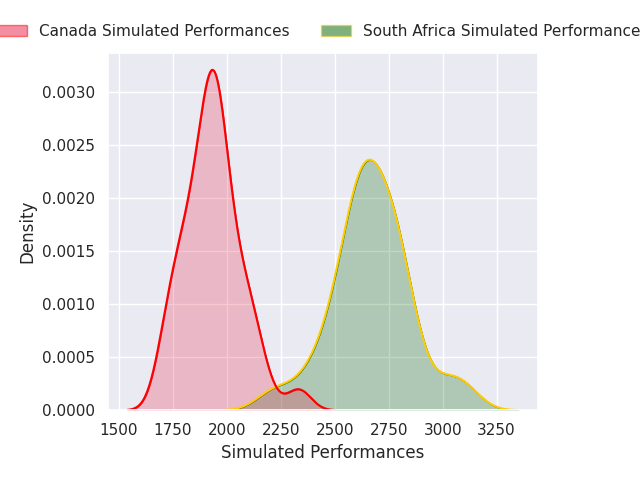 Canada Simulated Performances South Africa Simulated Performance
0.0030
0.0025
0.0020
0.0015
0.0010
0.0005
0.0000
Density
1500 1750 2000 2250 2500 2750 3000 3250
Simulated Performances